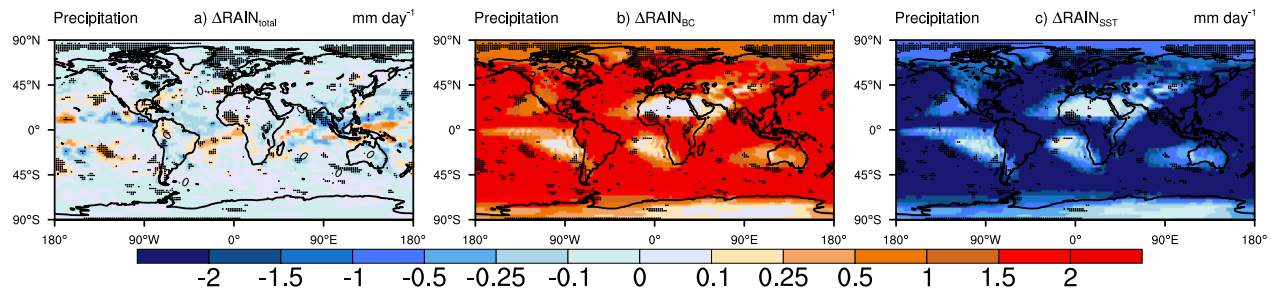 Precipitation a) ΔRAINtotal mm day⁻¹ Precipitation b) ΔRAINBC mm day⁻¹ Precipitation c) ΔRAINSST mm day⁻¹
90°N 90°N 90°N
45°N 45°N 45°N
0° 0° 0°
45°S 45°S 45°S
90°S 90°S 90°S
180° 90°W 0° 90°E 180° 180° 90°W 0° 90°E 180° 180° 90°W 0° 90°E 180°
-2 -1.5 -1 -0.5 -0.25 -0.1 0 0.1 0.25 0.5 1 1.5 2